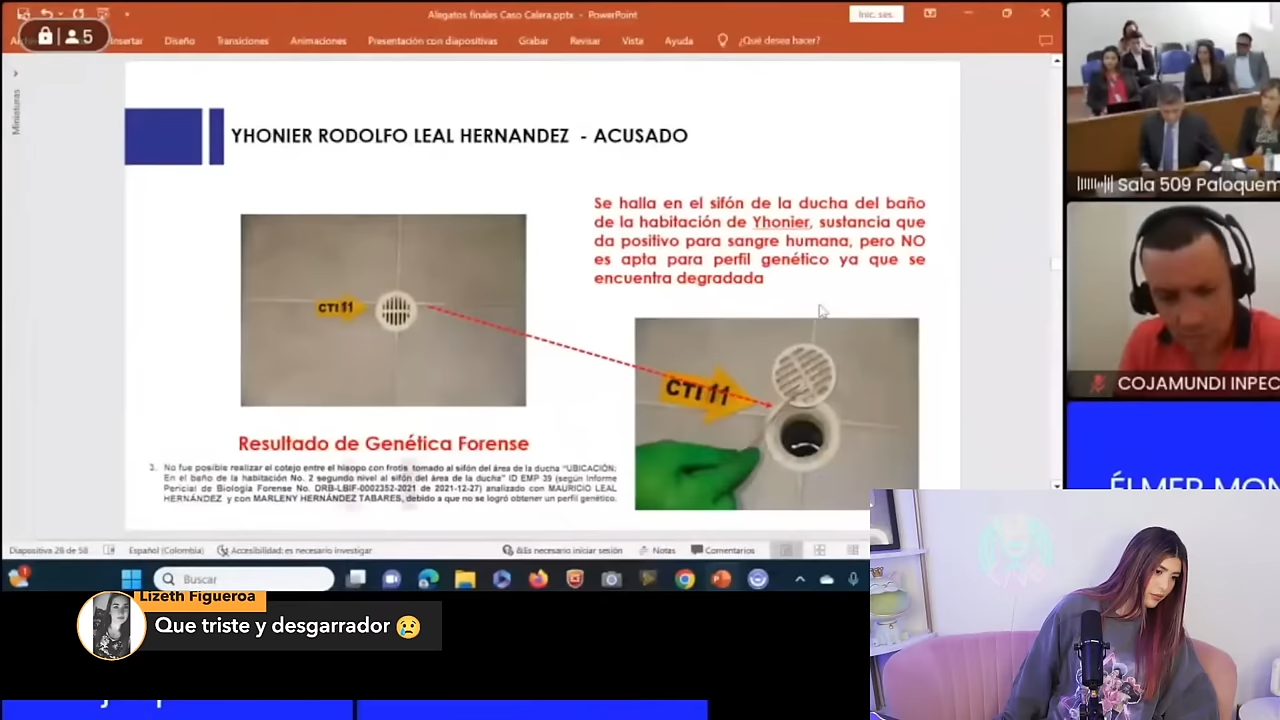 Alegatos finales Caso Calera.pptx - PowerPoint
Inic. ses.
5
Insertar Diseño Transiciones Animaciones Presentación con diapositivas Grabar Revisar Vista Ayuda ¿Qué desea hacer?
Miniaturas
YHONIER RODOLFO LEAL HERNANDEZ - ACUSADO
Se halla en el sifón de la ducha del baño
de la habitación de Yhonier, sustancia que
da positivo para sangre humana, pero NO
es apta para perfil genético ya que se
encuentra degradada
CTI 11
CTI 11
Resultado de Genética Forense
3. No fue posible realizar el cotejo entre el hisopo con frotis tomado al sifón del área de la ducha "UBICACIÓN:
En el baño de la habitación No. 2 segundo nivel al sifón del área de la ducha" ID EMP 39 (según Informe
Pericial de Biología Forense No. DRB-LBIF-0002352-2021 de 2021-12-27) analizado con MAURICIO LEAL
HERNÁNDEZ y con MARLENY HERNÁNDEZ TABARES, debido a que no se logró obtener un perfil genético.
Diapositiva 28 de 58 Español (Colombia) Accesibilidad: es necesario investigar Es necesario iniciar sesión Notas Comentarios
Buscar
Sala 509 Paloquem
COJAMUNDI INPEC
ÉLMER MON
Lizeth Figueroa
Que triste y desgarrador 😢